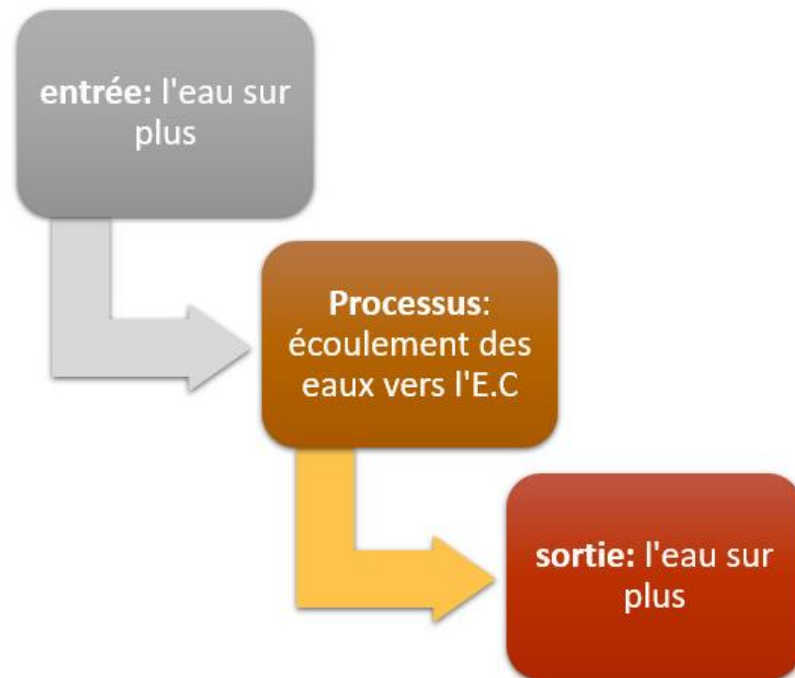 entrée: l'eau sur
plus
Processus:
écoulement des
eaux vers l'E.C
sortie: l'eau sur
plus